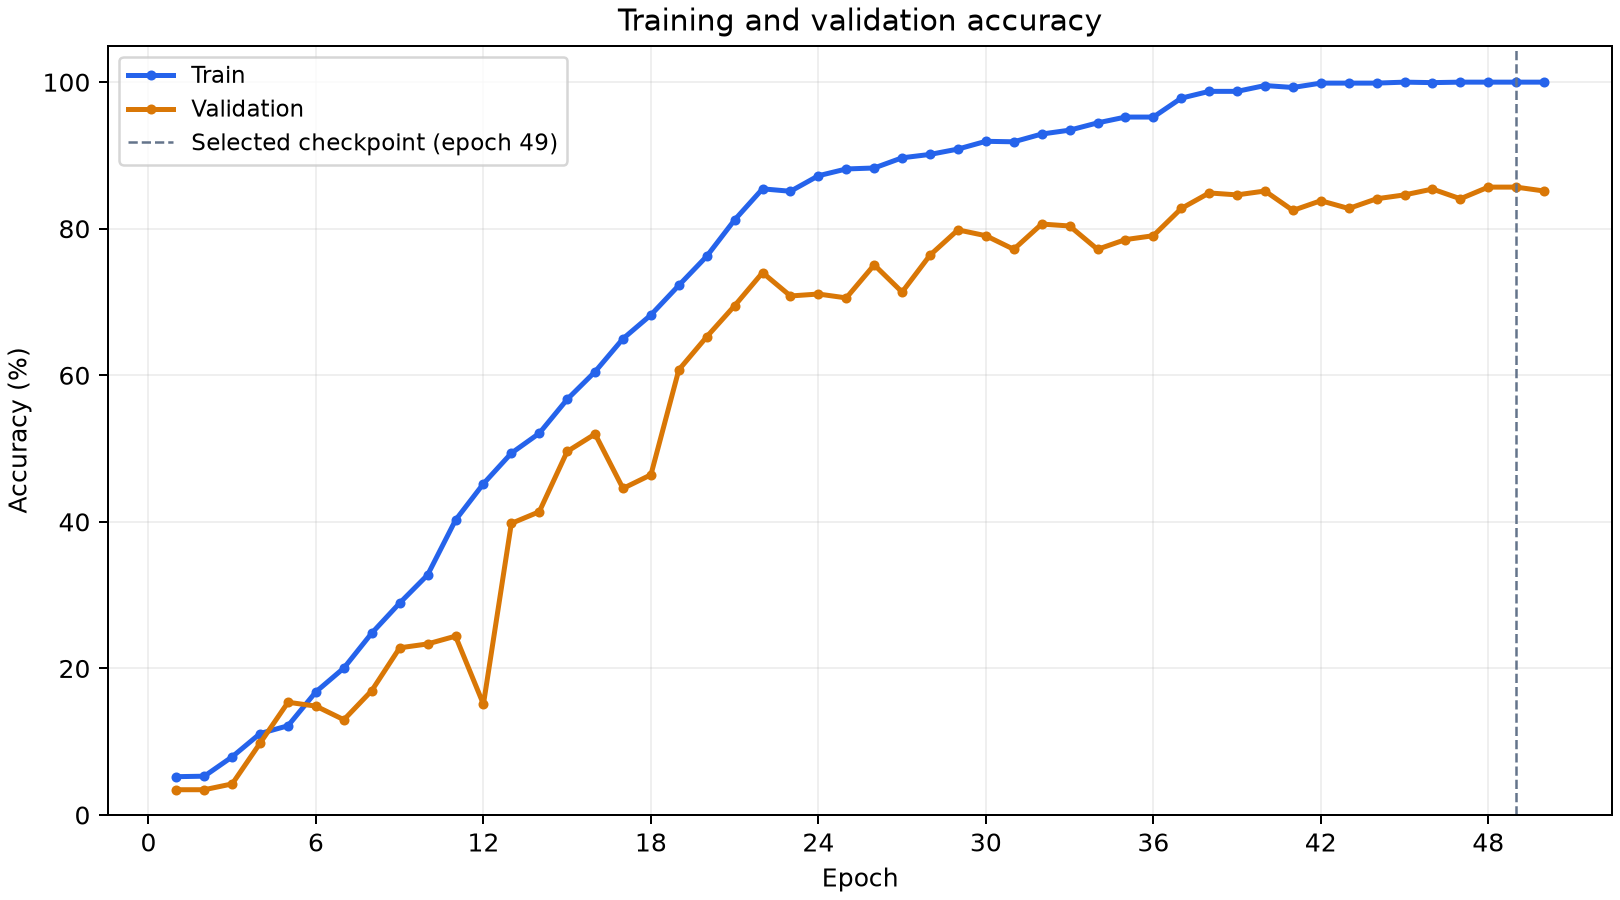 Training and validation accuracy
Train
Validation
Selected checkpoint (epoch 49)
Accuracy (%)
100
80
60
40
20
0
0 6 12 18 24 30 36 42 48
Epoch